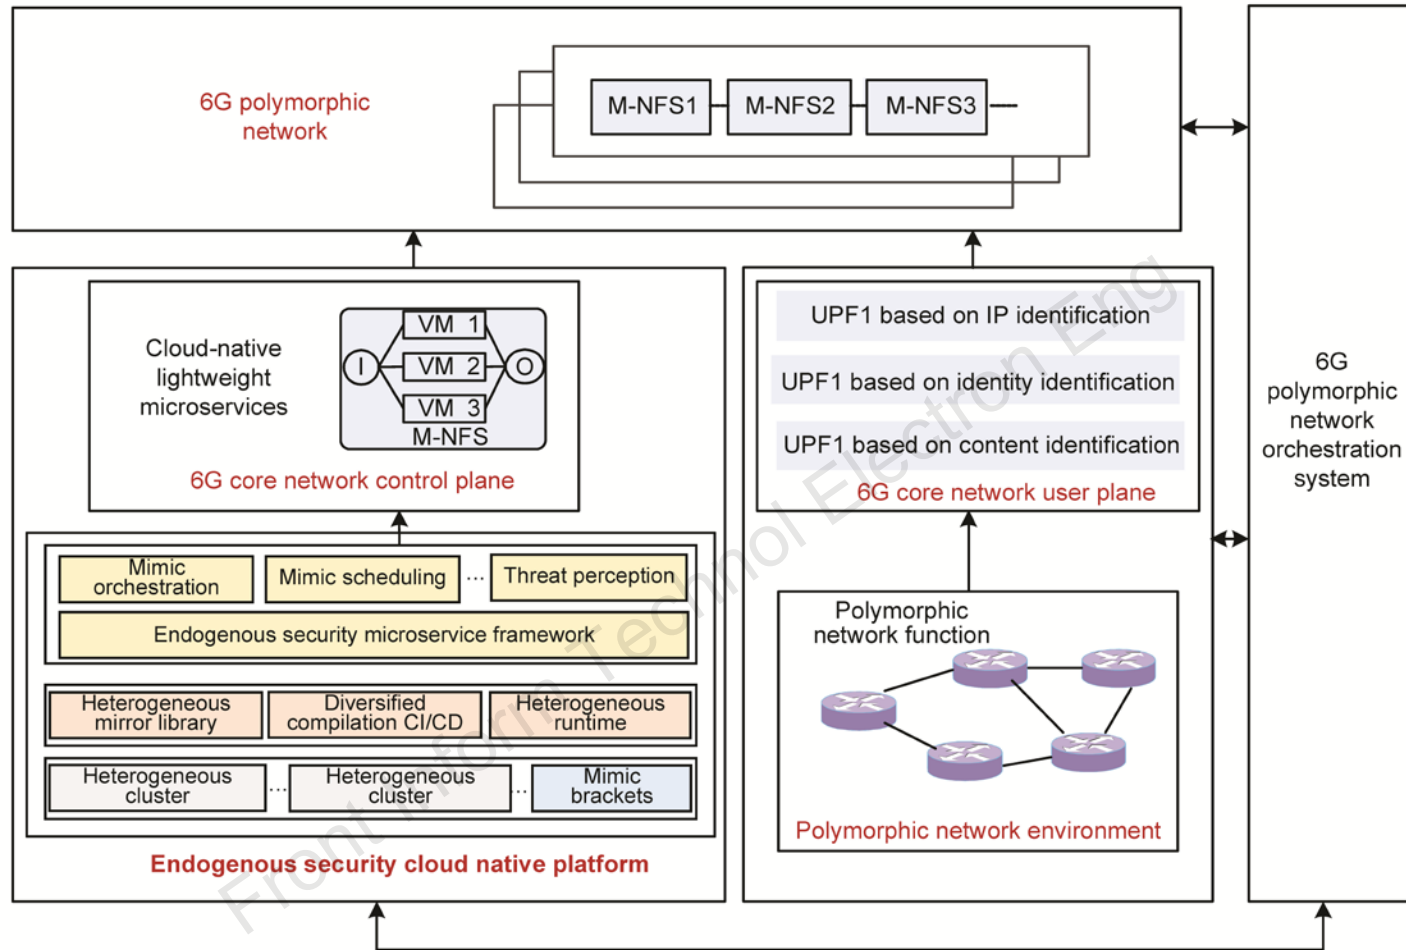 6G polymorphic
network
M-NFS1
M-NFS2
M-NFS3
Cloud-native
lightweight
microservices
I
VM 1
VM 2
VM 3
O
M-NFS
6G core network control plane
UPF1 based on IP identification
UPF1 based on identity identification
UPF1 based on content identification
6G core network user plane
6G
polymorphic
network
orchestration
system
Mimic
orchestration
Mimic scheduling
...
Threat perception
Endogenous security microservice framework
Heterogeneous
mirror library
Diversified
compilation CI/CD
Heterogeneous
runtime
Heterogeneous
cluster
...
Heterogeneous
cluster
...
Mimic
brackets
Endogenous security cloud native platform
Polymorphic
network function
Polymorphic network environment
Front Inform Technol Electron Eng